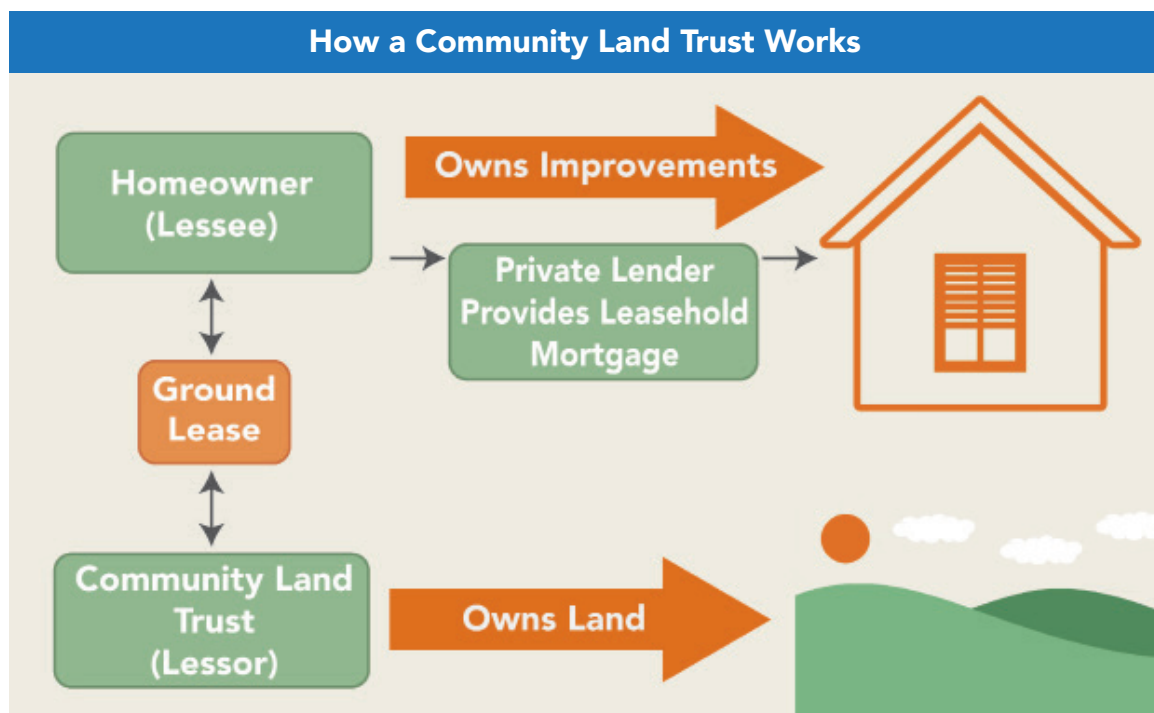 How a Community Land Trust Works
Homeowner
(Lessee)
Owns Improvements
Private Lender
Provides Leasehold
Mortgage
Ground
Lease
Community Land
Trust
(Lessor)
Owns Land